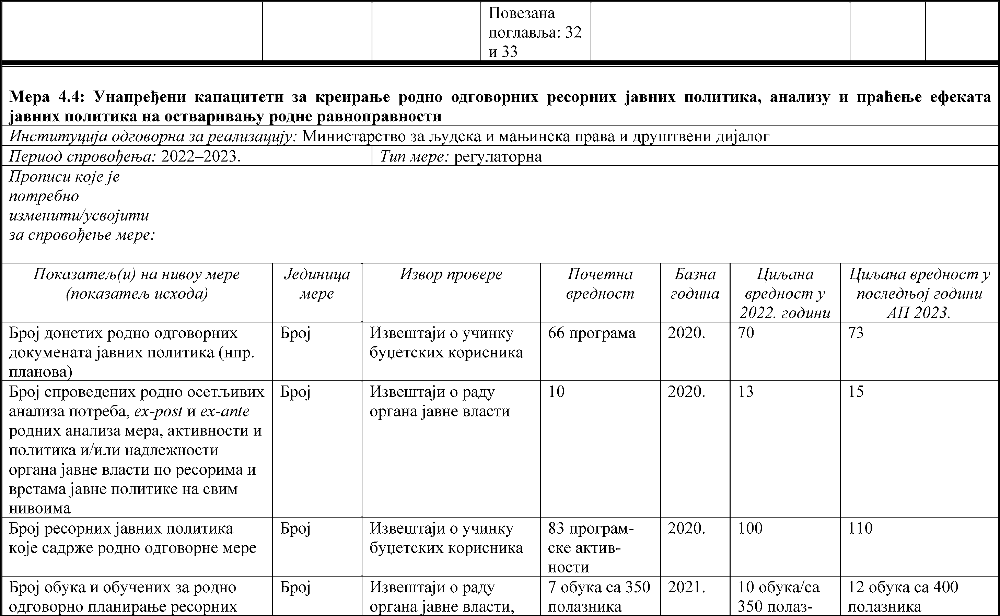 Повезана
поглавља: 32
и 33
Мера 4.4: Унапређени капацитети за креирање родно одговорних ресорних јавних политика, анализу и праћење ефеката
јавних политика на остваривању родне равноправности
Институција одговорна за реализацију: Министарство за људска и мањинска права и друштвени дијалог
Период спровођења: 2022–2023.
Тип мере: регулаторна
Прописи које је
потребно
изменити/усвојити
за спровођење мере:
Показатељ(и) на нивоу мере
(показатељ исхода)
Јединица
мере
Извор провере
Почетна
вредност
Базна
година
Циљана
вредност у
2022. години
Циљана вредност у
последњој години
АП 2023.
Број донетих родно одговорних
докумената јавних политика (нпр.
планова)
Број
Извештаји о учинку
буџетских корисника
66 програма
2020.
70
73
Број спроведених родно осетљивих
анализа потреба, ex-post и ex-ante
родних анализа мера, активности и
политика и/или надлежности
органа јавне власти по ресорима и
врстама јавне политике на свим
нивоима
Број
Извештаји о раду
органа јавне власти
10
2020.
13
15
Број ресорних јавних политика
које садрже родно одговорне мере
Број
Извештаји о учинку
буџетских корисника
83 програм-
ске актив-
ности
2020.
100
110
Број обука и обучених за родно
одговорно планирање ресорних
Број
Извештаји о раду
органа јавне власти,
7 обука са 350
полазника
2021.
10 обука/са
350 полаз-
12 обука са 400
полазника